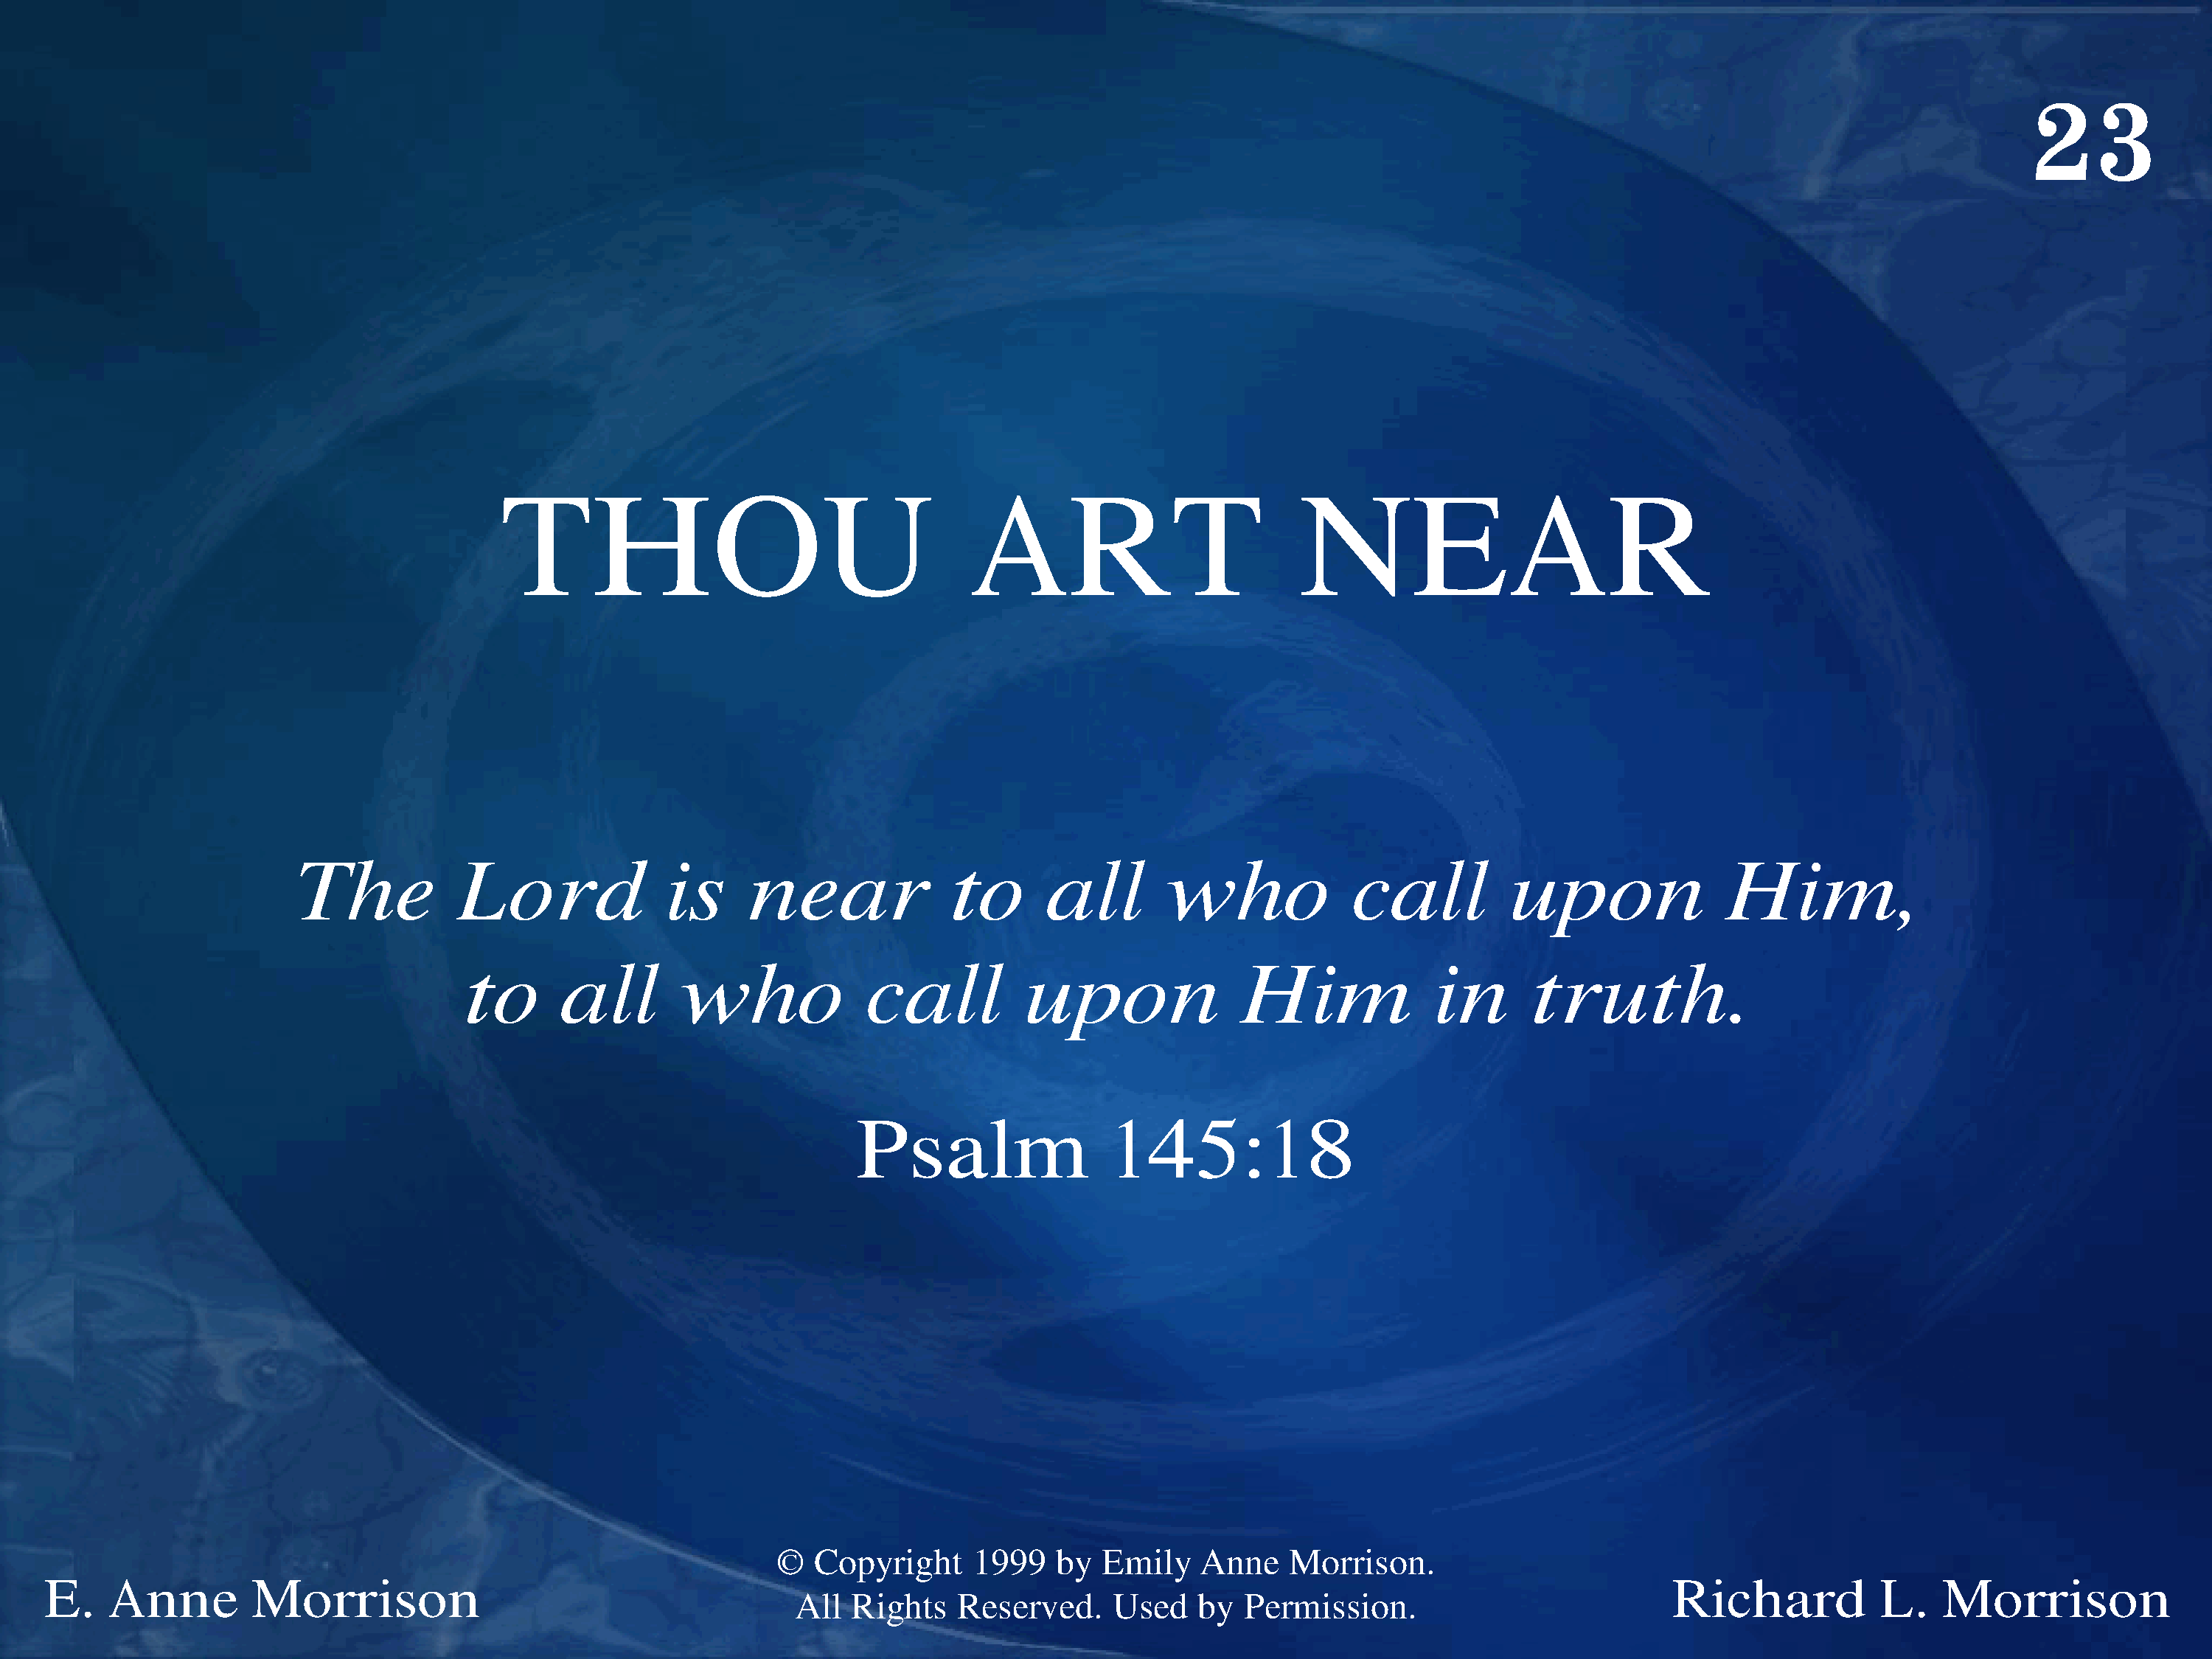 23
THOU ART NEAR
The Lord is near to all who call upon Him,
to all who call upon Him in truth.
Psalm 145:18
E. Anne Morrison
© Copyright 1999 by Emily Anne Morrison.
All Rights Reserved. Used by Permission.
Richard L. Morrison